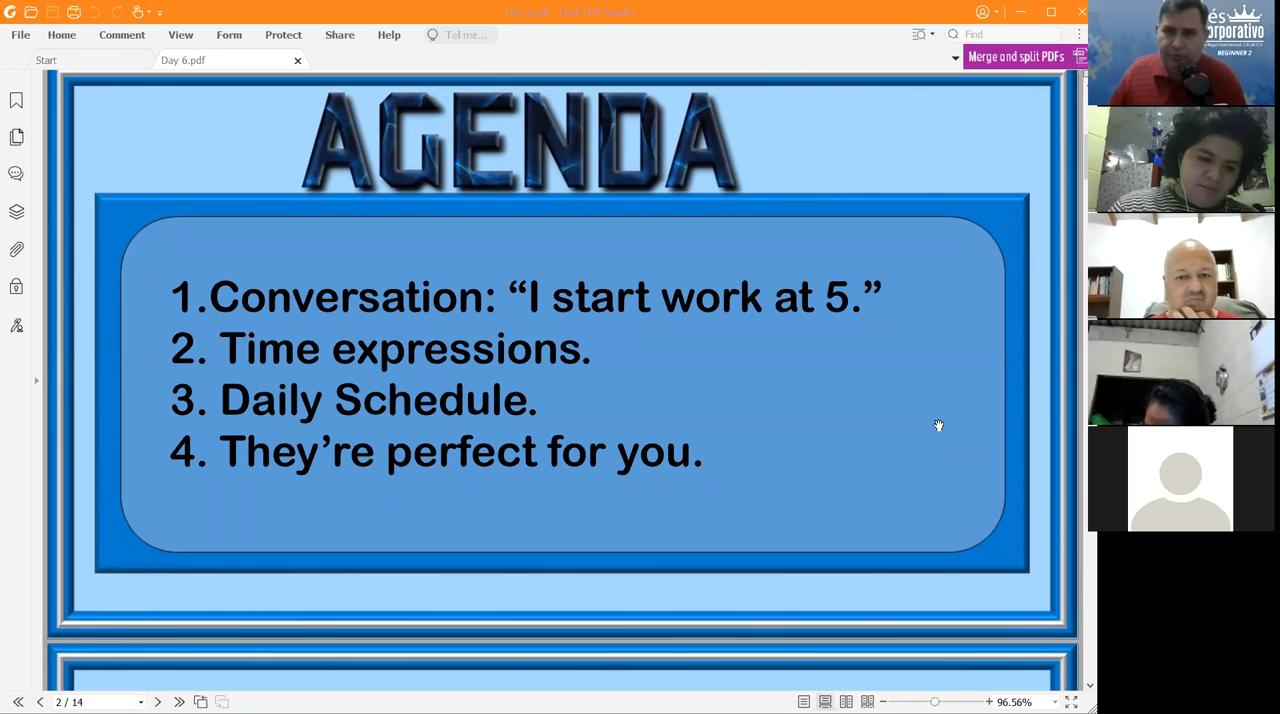 Day 6.pdf - Foxit PDF Reader
File Home Comment View Form Protect Share Help Tell me... Find
Start Day 6.pdf Merge and split PDFs
AGENDA
1.Conversation: “I start work at 5.”
2. Time expressions.
3. Daily Schedule.
4. They’re perfect for you.
2 / 14 96.56%
és
orporativo
BEGINNER 2